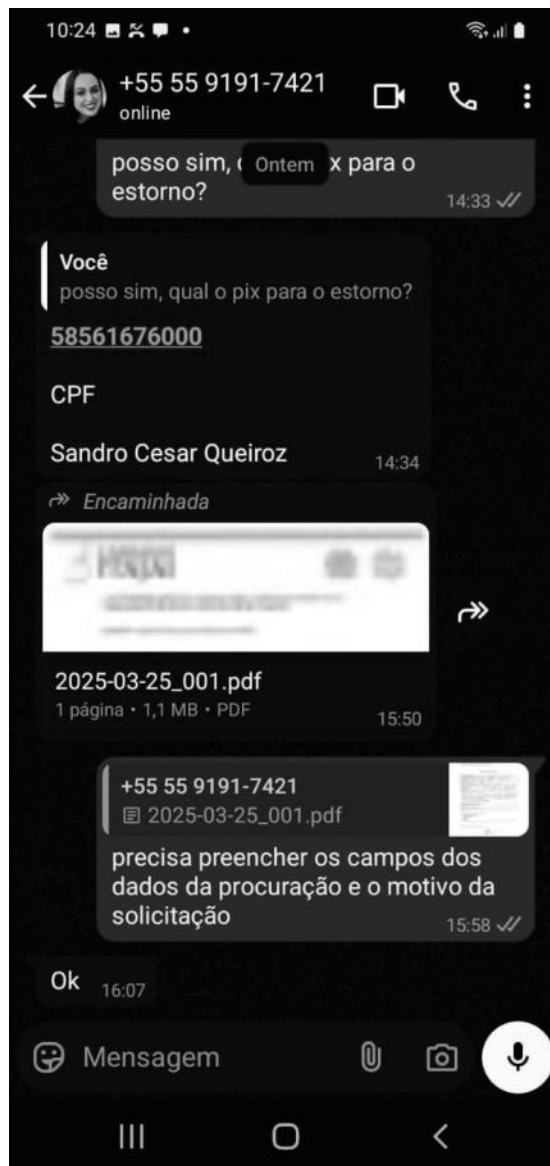 10:24
+55 55 9191-7421
online
Ontem
posso sim, x para o
estorno?
14:33
Você
posso sim, qual o pix para o estorno?
58561676000
CPF
Sandro Cesar Queiroz
14:34
Encaminhada
2025-03-25_001.pdf
1 página • 1,1 MB • PDF
15:50
+55 55 9191-7421
2025-03-25_001.pdf
precisa preencher os campos dos
dados da procuração e o motivo da
solicitação
15:58
Ok
16:07
Mensagem